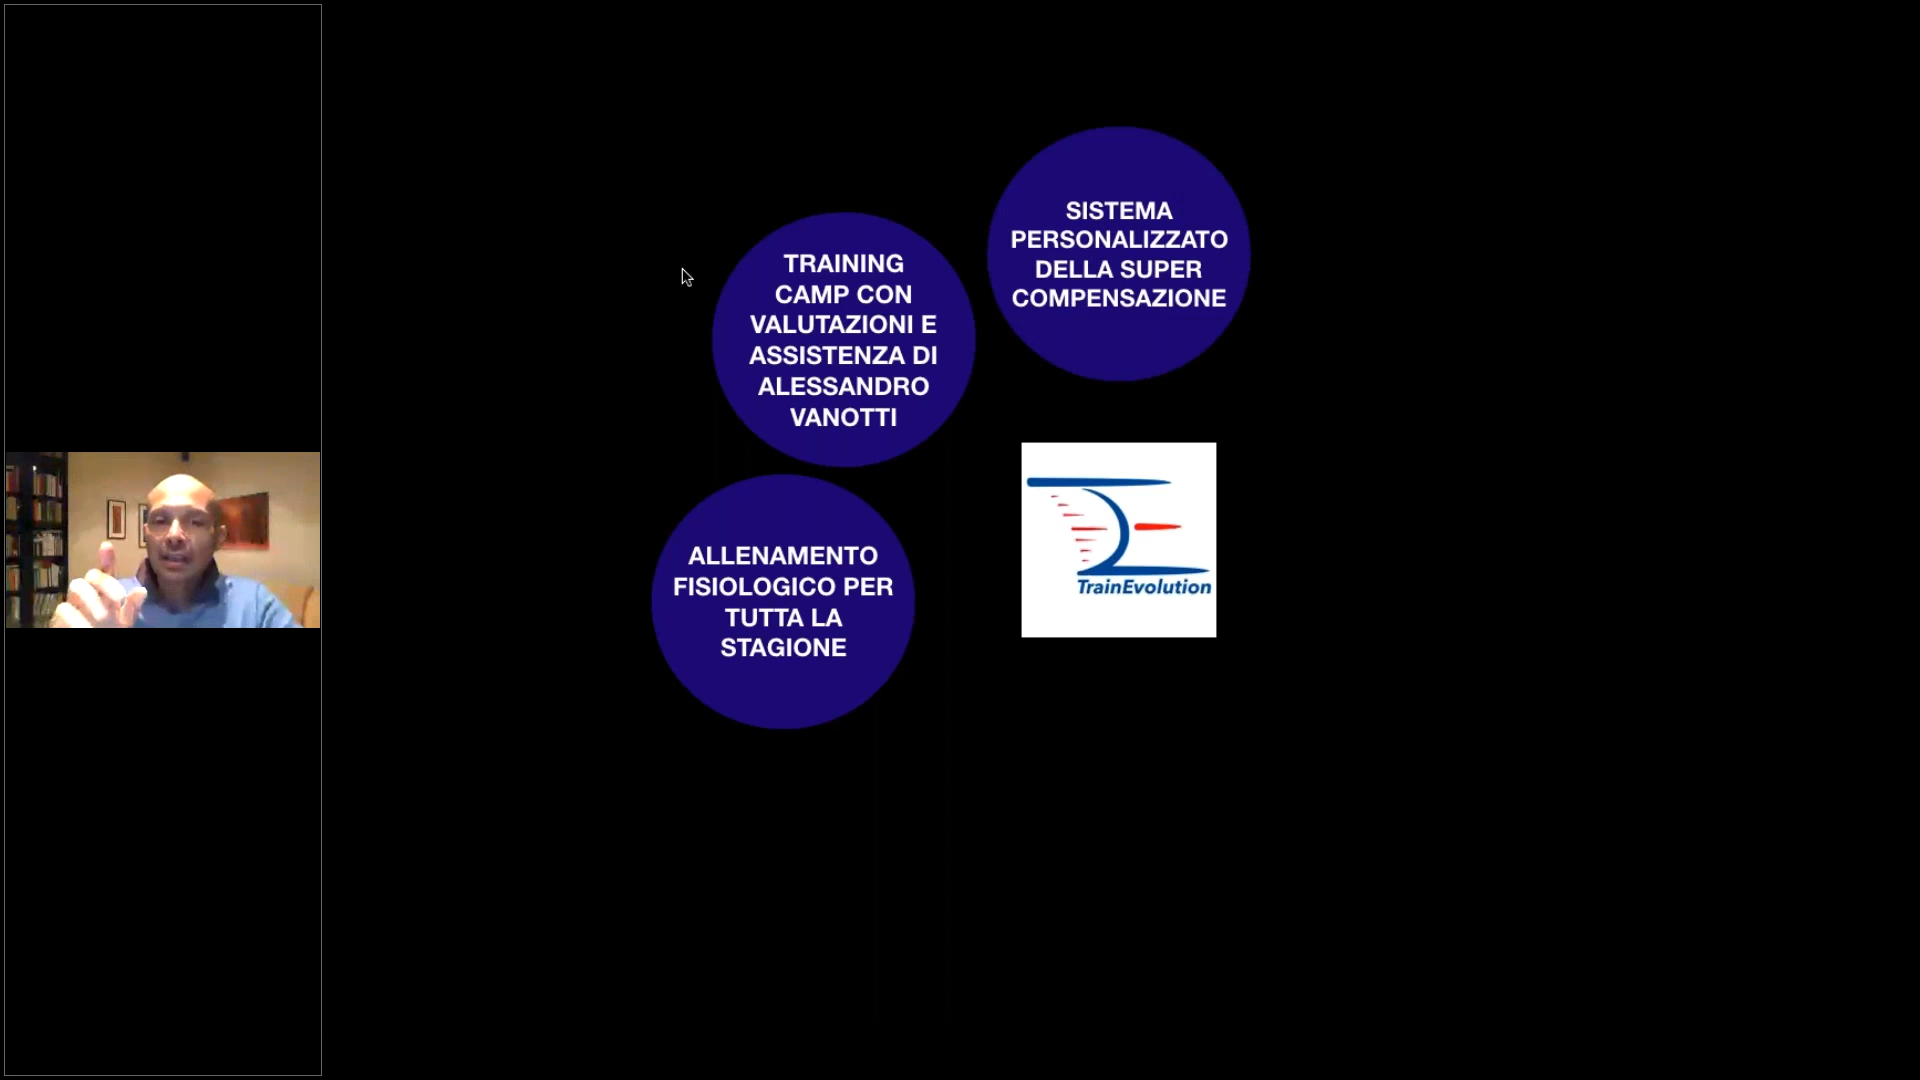 SISTEMA
PERSONALIZZATO
DELLA SUPER
COMPENSAZIONE
TRAINING
CAMP CON
VALUTAZIONI E
ASSISTENZA DI
ALESSANDRO
VANOTTI
ALLENAMENTO
FISIOLOGICO PER
TUTTA LA
STAGIONE
TrainEvolution